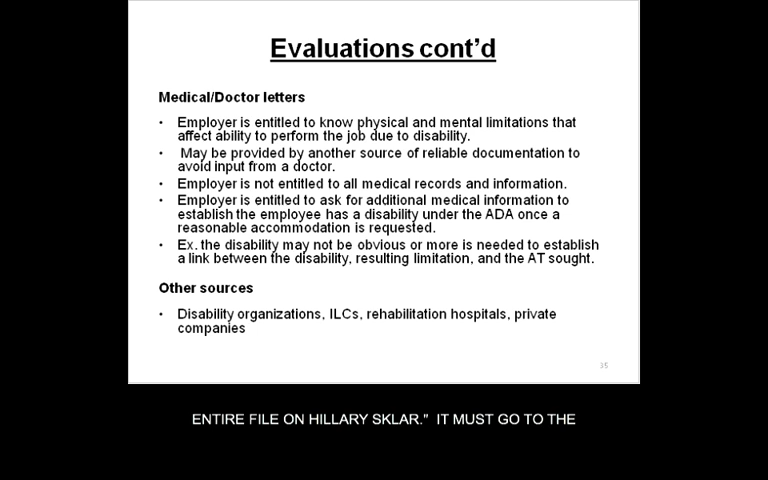 Evaluations cont'd
Medical/Doctor letters
• Employer is entitled to know physical and mental limitations that
affect ability to perform the job due to disability.
• May be provided by another source of reliable documentation to
avoid input from a doctor.
• Employer is not entitled to all medical records and information.
• Employer is entitled to ask for additional medical information to
establish the employee has a disability under the ADA once a
reasonable accommodation is requested.
• Ex. the disability may not be obvious or more is needed to establish
a link between the disability, resulting limitation, and the AT sought.
Other sources
• Disability organizations, ILCs, rehabilitation hospitals, private
companies
35
ENTIRE FILE ON HILLARY SKLAR." IT MUST GO TO THE